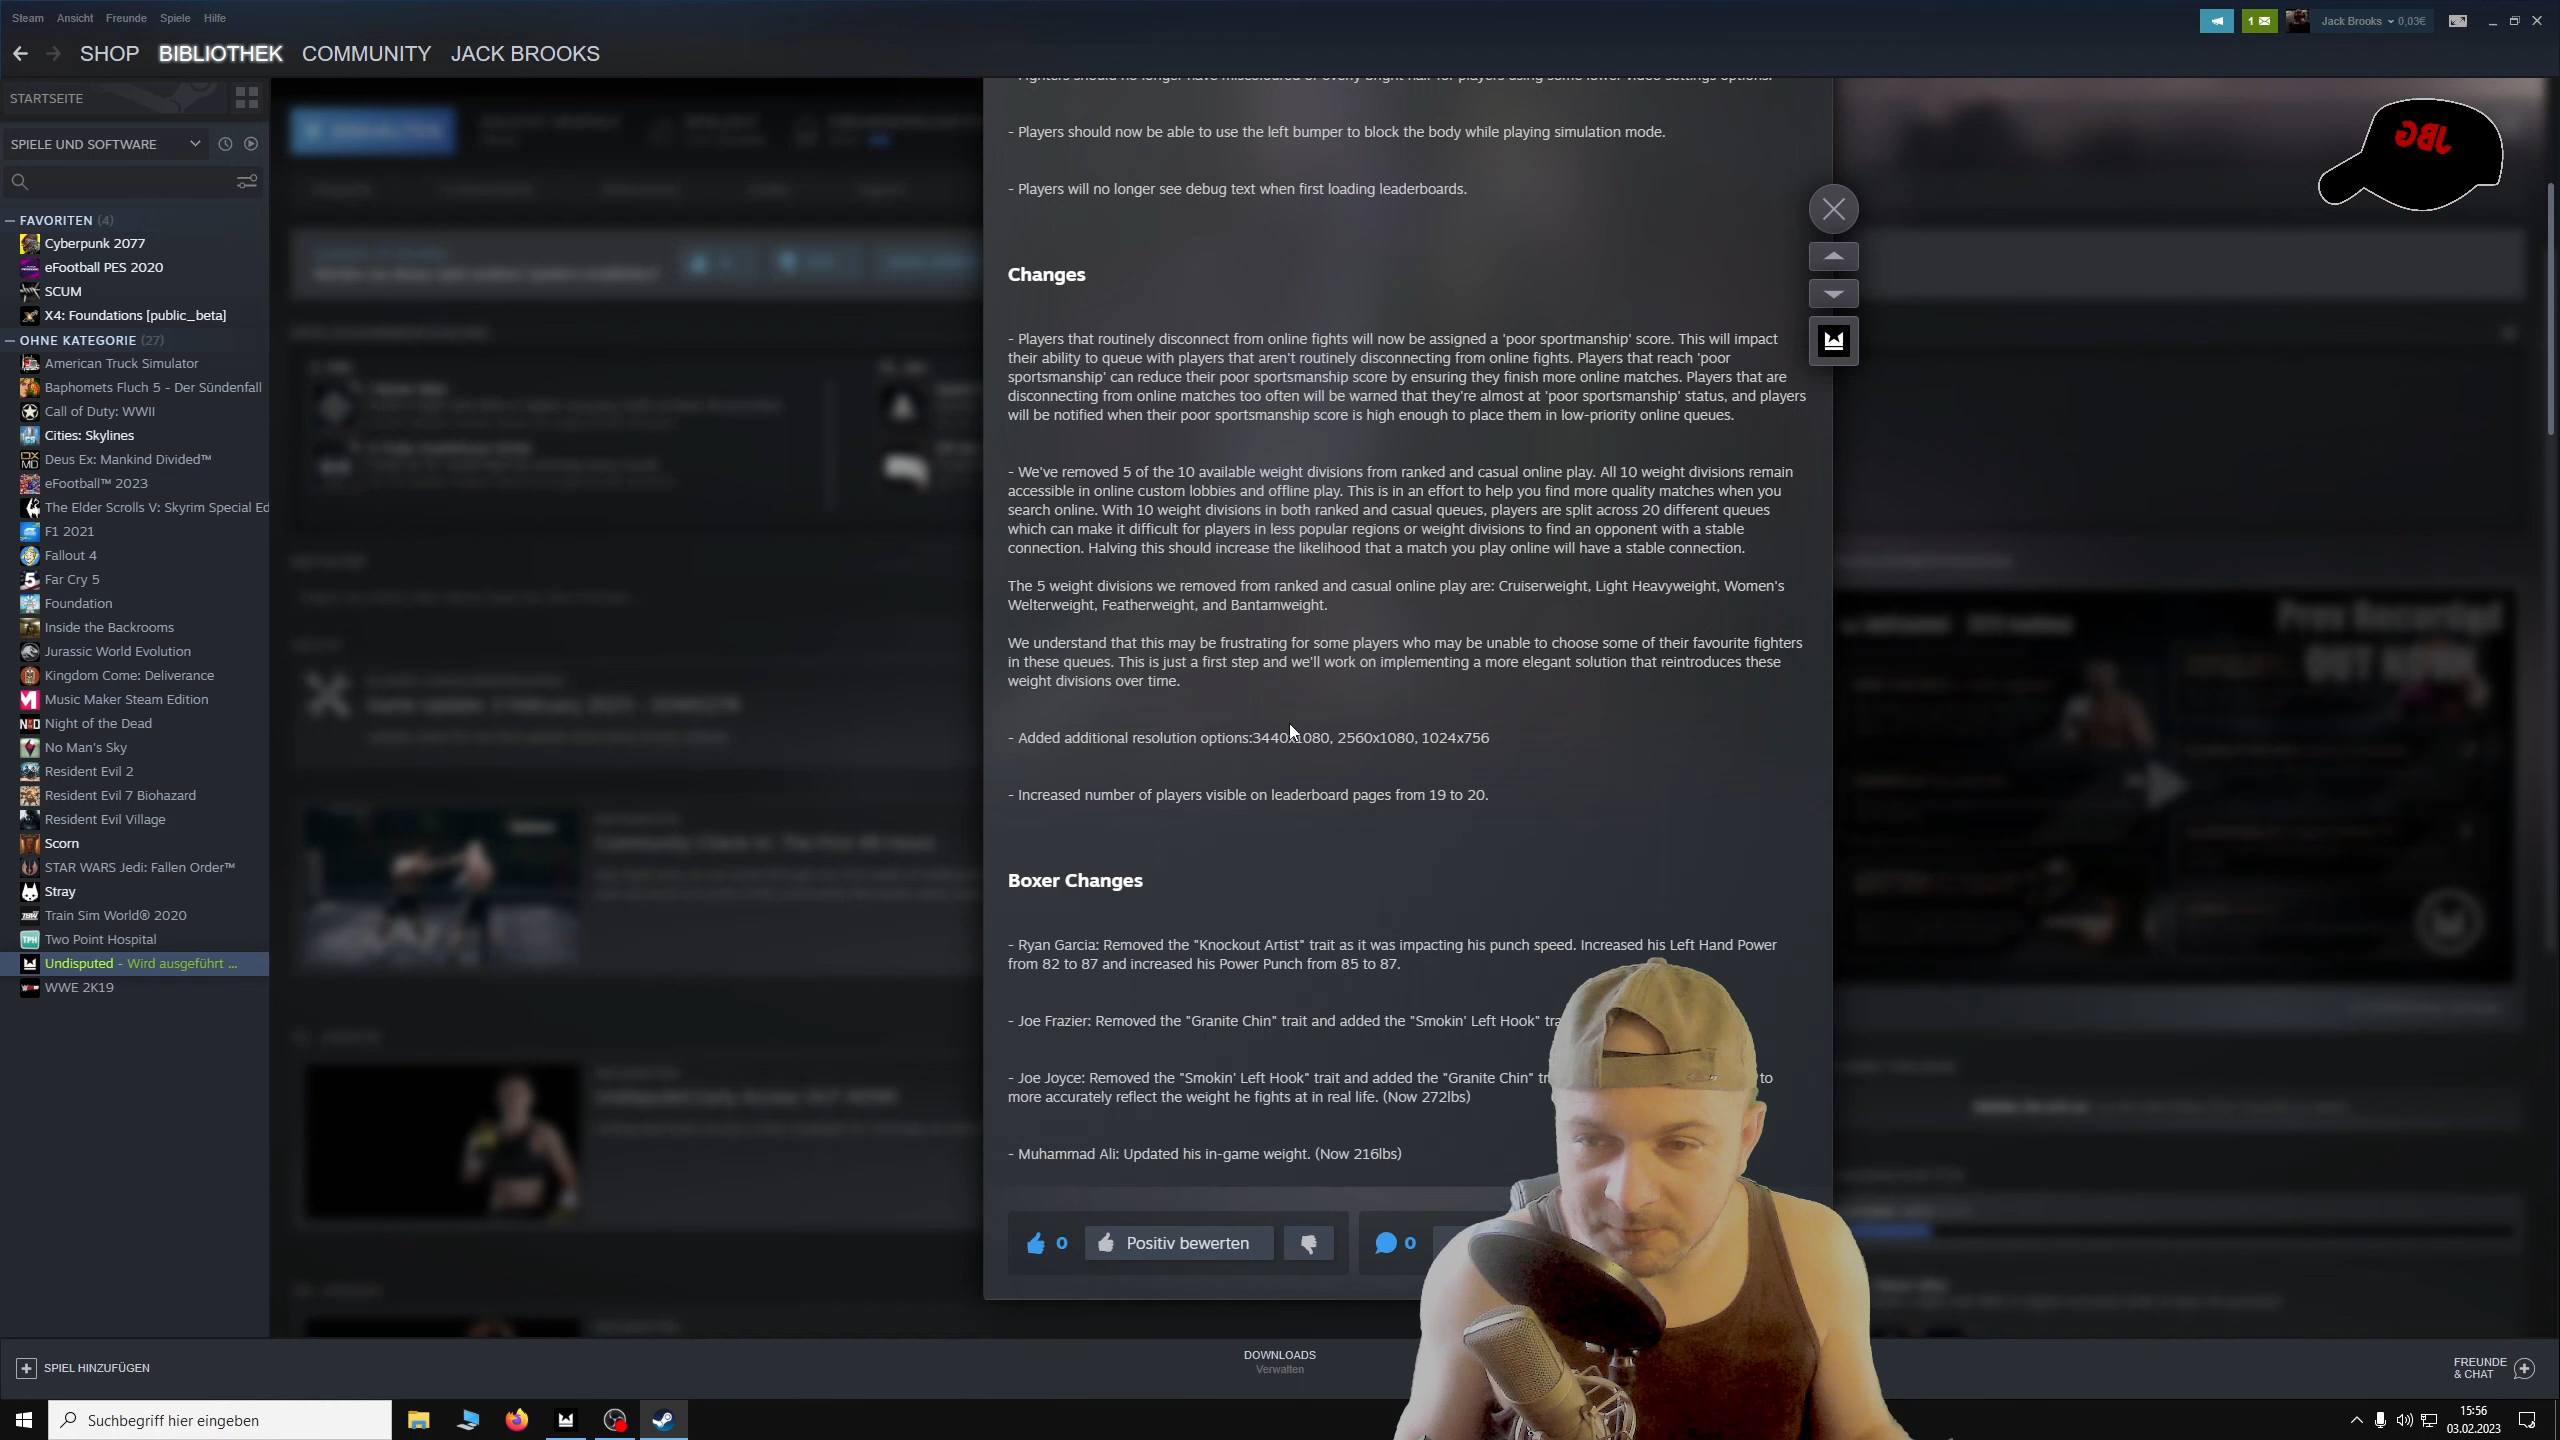 Steam Ansicht Freunde Spiele Hilfe
1
Jack Brooks 0,03€
SHOP BIBLIOTHEK COMMUNITY JACK BROOKS
STARTSEITE
SPIELE UND SOFTWARE
FAVORITEN (4)
Cyberpunk 2077
eFootball PES 2020
SCUM
X4: Foundations [public_beta]
OHNE KATEGORIE (27)
American Truck Simulator
Baphomets Fluch 5 - Der Sündenfall
Call of Duty: WWII
Cities: Skylines
Deus Ex: Mankind Divided™
eFootball™ 2023
The Elder Scrolls V: Skyrim Special Ed
F1 2021
Fallout 4
Far Cry 5
Foundation
Inside the Backrooms
Jurassic World Evolution
Kingdom Come: Deliverance
Music Maker Steam Edition
Night of the Dead
No Man's Sky
Resident Evil 2
Resident Evil 7 Biohazard
Resident Evil Village
Scorn
STAR WARS Jedi: Fallen Order™
Stray
Train Sim World® 2020
Two Point Hospital
Undisputed - Wird ausgeführt ...
WWE 2K19
- Players should now be able to use the left bumper to block the body while playing simulation mode.
- Players will no longer see debug text when first loading leaderboards.
Changes
- Players that routinely disconnect from online fights will now be assigned a 'poor sportmanship' score. This will impact
their ability to queue with players that aren't routinely disconnecting from online fights. Players that reach 'poor
sportsmanship' can reduce their poor sportsmanship score by ensuring they finish more online matches. Players that are
disconnecting from online matches too often will be warned that they're almost at 'poor sportsmanship' status, and players
will be notified when their poor sportsmanship score is high enough to place them in low-priority online queues.
- We've removed 5 of the 10 available weight divisions from ranked and casual online play. All 10 weight divisions remain
accessible in online custom lobbies and offline play. This is in an effort to help you find more quality matches when you
search online. With 10 weight divisions in both ranked and casual queues, players are split across 20 different queues
which can make it difficult for players in less popular regions or weight divisions to find an opponent with a stable
connection. Halving this should increase the likelihood that a match you play online will have a stable connection.
The 5 weight divisions we removed from ranked and casual online play are: Cruiserweight, Light Heavyweight, Women's
Welterweight, Featherweight, and Bantamweight.
We understand that this may be frustrating for some players who may be unable to choose some of their favourite fighters
in these queues. This is just a first step and we'll work on implementing a more elegant solution that reintroduces these
weight divisions over time.
- Added additional resolution options:3440x1080, 2560x1080, 1024x756
- Increased number of players visible on leaderboard pages from 19 to 20.
Boxer Changes
- Ryan Garcia: Removed the "Knockout Artist" trait as it was impacting his punch speed. Increased his Left Hand Power
from 82 to 87 and increased his Power Punch from 85 to 87.
- Joe Frazier: Removed the "Granite Chin" trait and added the "Smokin' Left Hook"
- Joe Joyce: Removed the "Smokin' Left Hook" trait and added the "Granite Chin" to
more accurately reflect the weight he fights at in real life. (Now 272lbs)
- Muhammad Ali: Updated his in-game weight. (Now 216lbs)
0 Positiv bewerten 0
JBG
SPIEL HINZUFÜGEN
DOWNLOADS
Verwalten
FREUNDE
& CHAT
Suchbegriff hier eingeben
15:56
03.02.2023